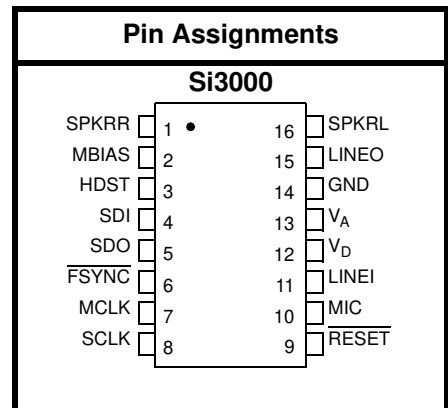 Pin Assignments
Si3000
SPKRR 1 16 SPKRL
MBIAS 2 15 LINEO
HDST 3 14 GND
SDI 4 13 VA
SDO 5 12 VD
FSYNC 6 11 LINEI
MCLK 7 10 MIC
SCLK 8 9 RESET